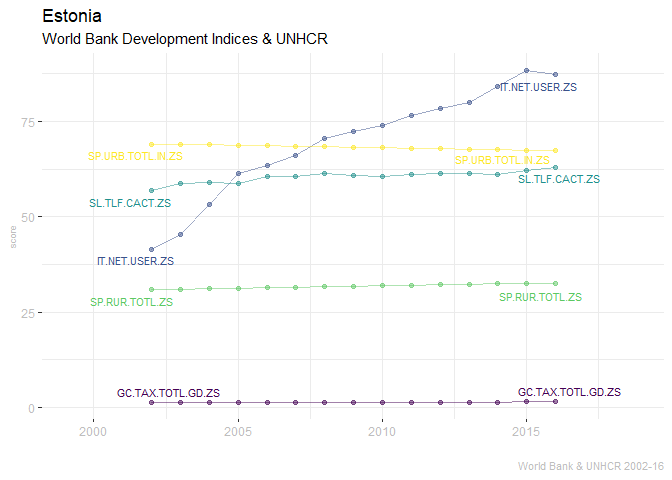 Estonia
World Bank Development Indices & UNHCR
IT.NET.USER.ZS
75
SP.URB.TOTL.IN.ZS
SP.URB.TOTL.IN.ZS
SL.TLF.CACT.ZS
SL.TLF.CACT.ZS
50
score
IT.NET.USER.ZS
SP.RUR.TOTL.ZS
SP.RUR.TOTL.ZS
25
GC.TAX.TOTL.GD.ZS
GC.TAX.TOTL.GD.ZS
0
2000 2005 2010 2015
World Bank & UNHCR 2002-16